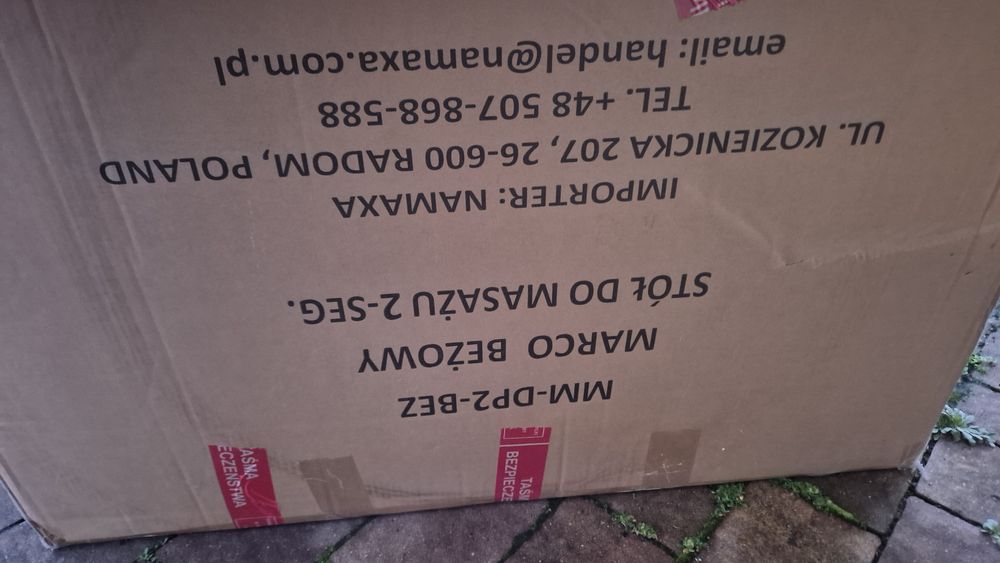 MM-DP2-BEZ
MARCO BEŻOWY
STÓŁ DO MASAŻU 2-SEG.
IMPORTER: NAMAXA
UL. KOZIENICKA 207, 26-600 RADOM, POLAND
TEL. +48 507-868-588
email: handel@namaxa.com.pl